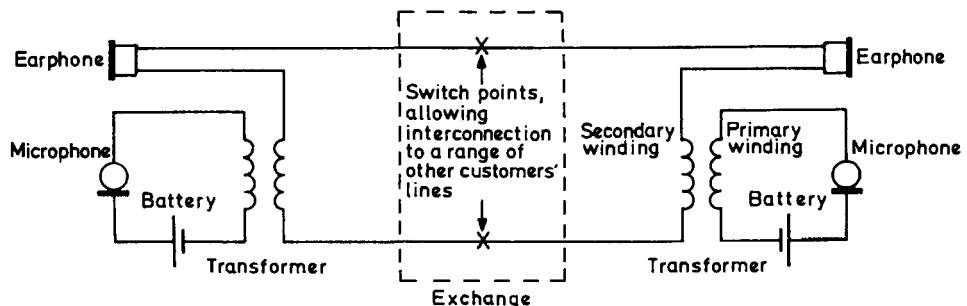 Earphone
Earphone
Switch points,
allowing
interconnection
to a range of
other customers'
lines
Secondary
winding
Primary
winding
Microphone
Microphone
Battery
Battery
Transformer
Transformer
Exchange